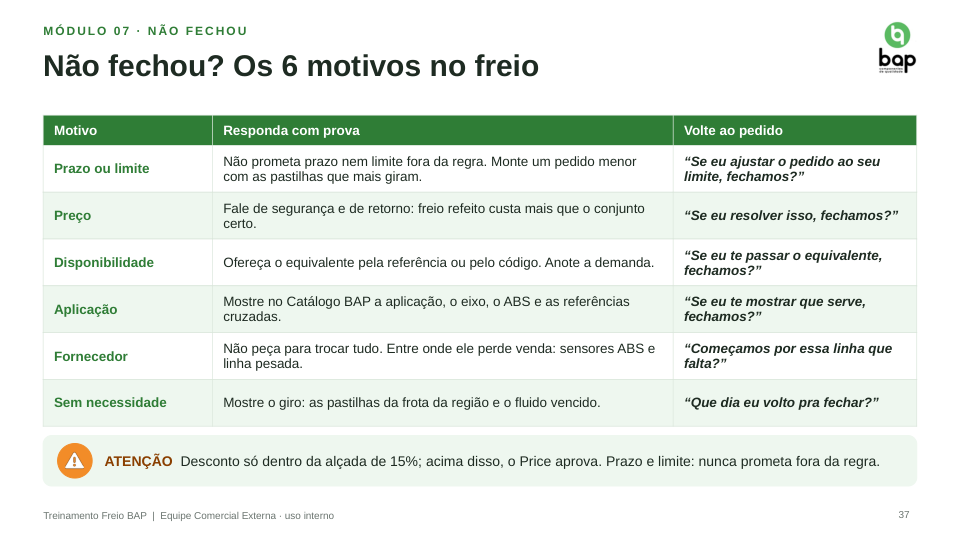 MÓDULO 07 · NÃO FECHOU
Não fechou? Os 6 motivos no freio
bap
Motivo
Responda com prova
Volte ao pedido
Prazo ou limite
Não prometa prazo nem limite fora da regra. Monte um pedido menor
com as pastilhas que mais giram.
“Se eu ajustar o pedido ao seu
limite, fechamos?”
Preço
Fale de segurança e de retorno: freio refeito custa mais que o conjunto
certo.
“Se eu resolver isso, fechamos?”
Disponibilidade
Ofereça o equivalente pela referência ou pelo código. Anote a demanda.
“Se eu te passar o equivalente,
fechamos?”
Aplicação
Mostre no Catálogo BAP a aplicação, o eixo, o ABS e as referências
cruzadas.
“Se eu te mostrar que serve,
fechamos?”
Fornecedor
Não peça para trocar tudo. Entre onde ele perde venda: sensores ABS e
linha pesada.
“Começamos por essa linha que
falta?”
Sem necessidade
Mostre o giro: as pastilhas da frota da região e o fluido vencido.
“Que dia eu volto pra fechar?”
ATENÇÃO Desconto só dentro da alçada de 15%; acima disso, o Price aprova. Prazo e limite: nunca prometa fora da regra.
Treinamento Freio BAP | Equipe Comercial Externa · uso interno
37